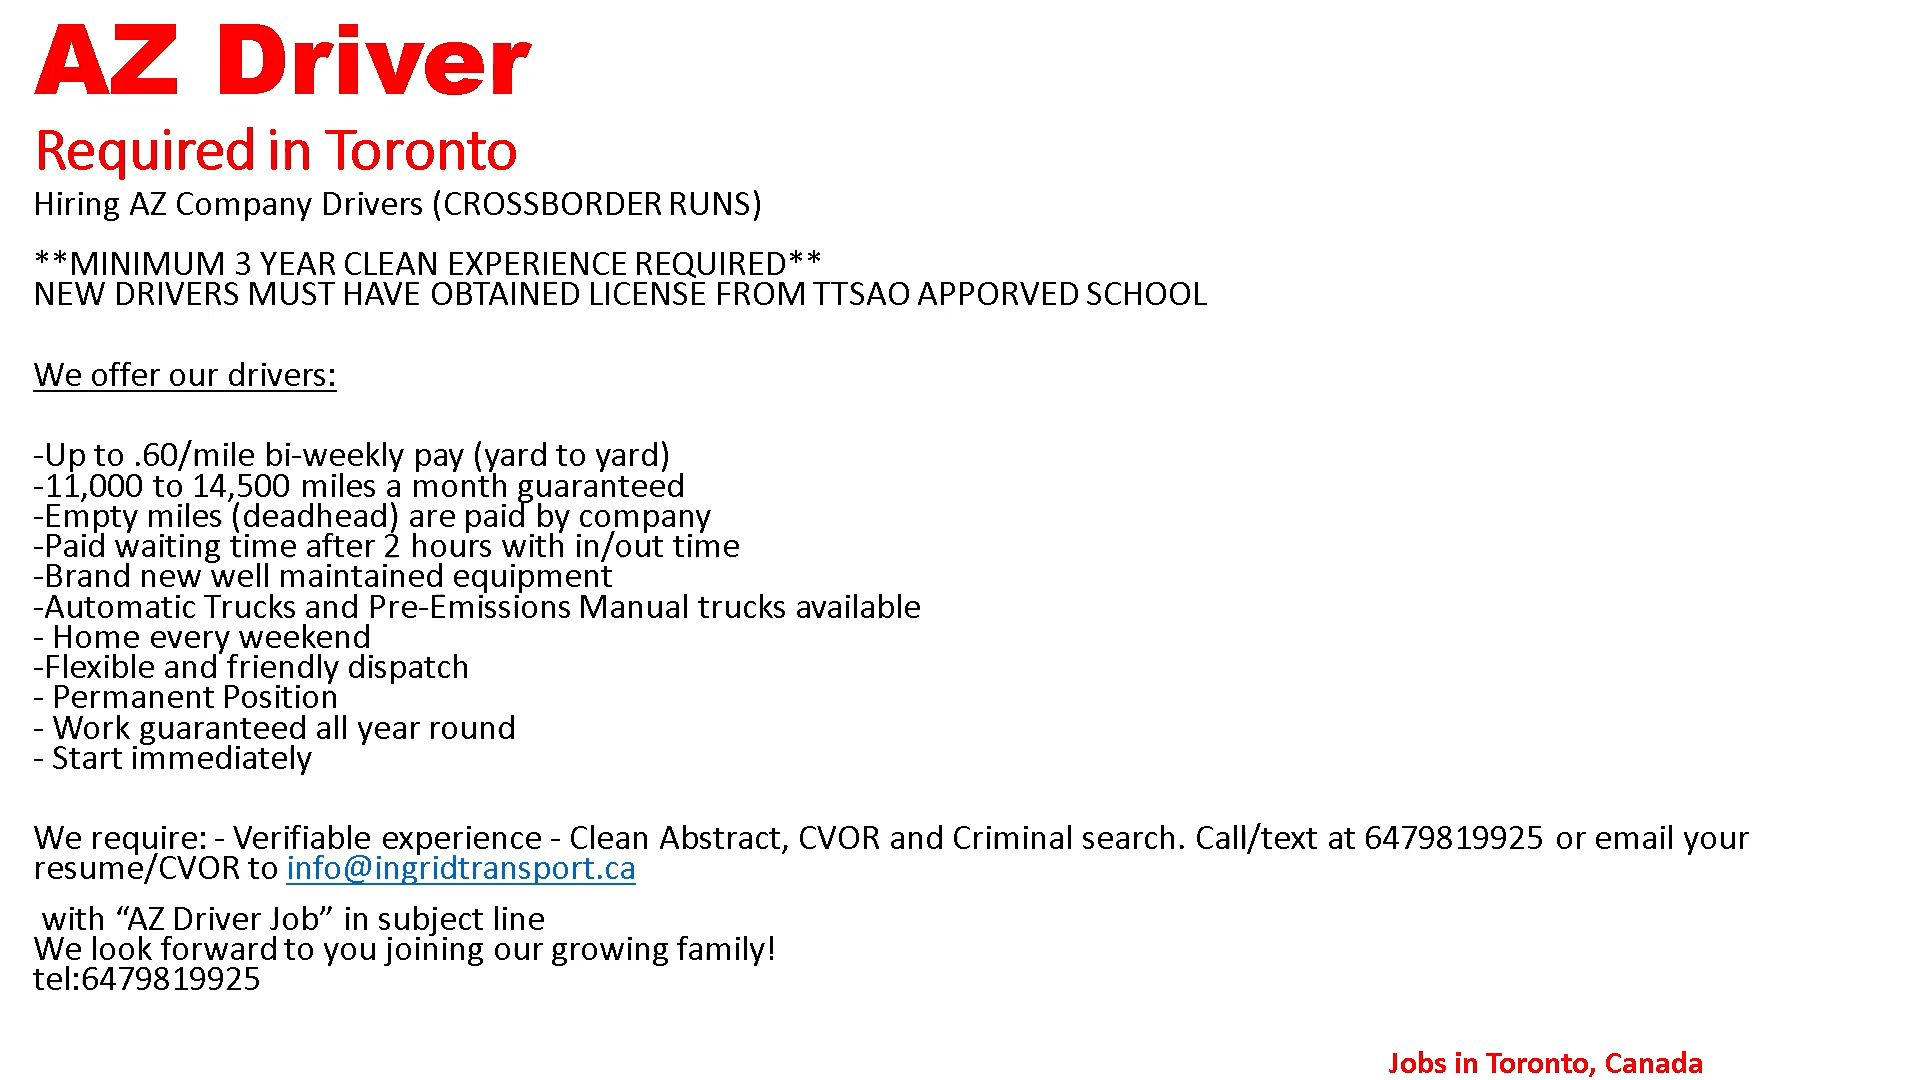 AZ Driver
Required in Toronto
Hiring AZ Company Drivers (CROSSBORDER RUNS)
**MINIMUM 3 YEAR CLEAN EXPERIENCE REQUIRED**
NEW DRIVERS MUST HAVE OBTAINED LICENSE FROM TTSAO APPORVED SCHOOL
We offer our drivers:
-Up to .60/mile bi-weekly pay (yard to yard)
-11,000 to 14,500 miles a month guaranteed
-Empty miles (deadhead) are paid by company
-Paid waiting time after 2 hours with in/out time
-Brand new well maintained equipment
-Automatic Trucks and Pre-Emissions Manual trucks available
- Home every weekend
-Flexible and friendly dispatch
- Permanent Position
- Work guaranteed all year round
- Start immediately
We require: - Verifiable experience - Clean Abstract, CVOR and Criminal search. Call/text at 6479819925 or email your
resume/CVOR to info@ingridtransport.ca
with “AZ Driver Job” in subject line
We look forward to you joining our growing family!
tel:6479819925
Jobs in Toronto, Canada